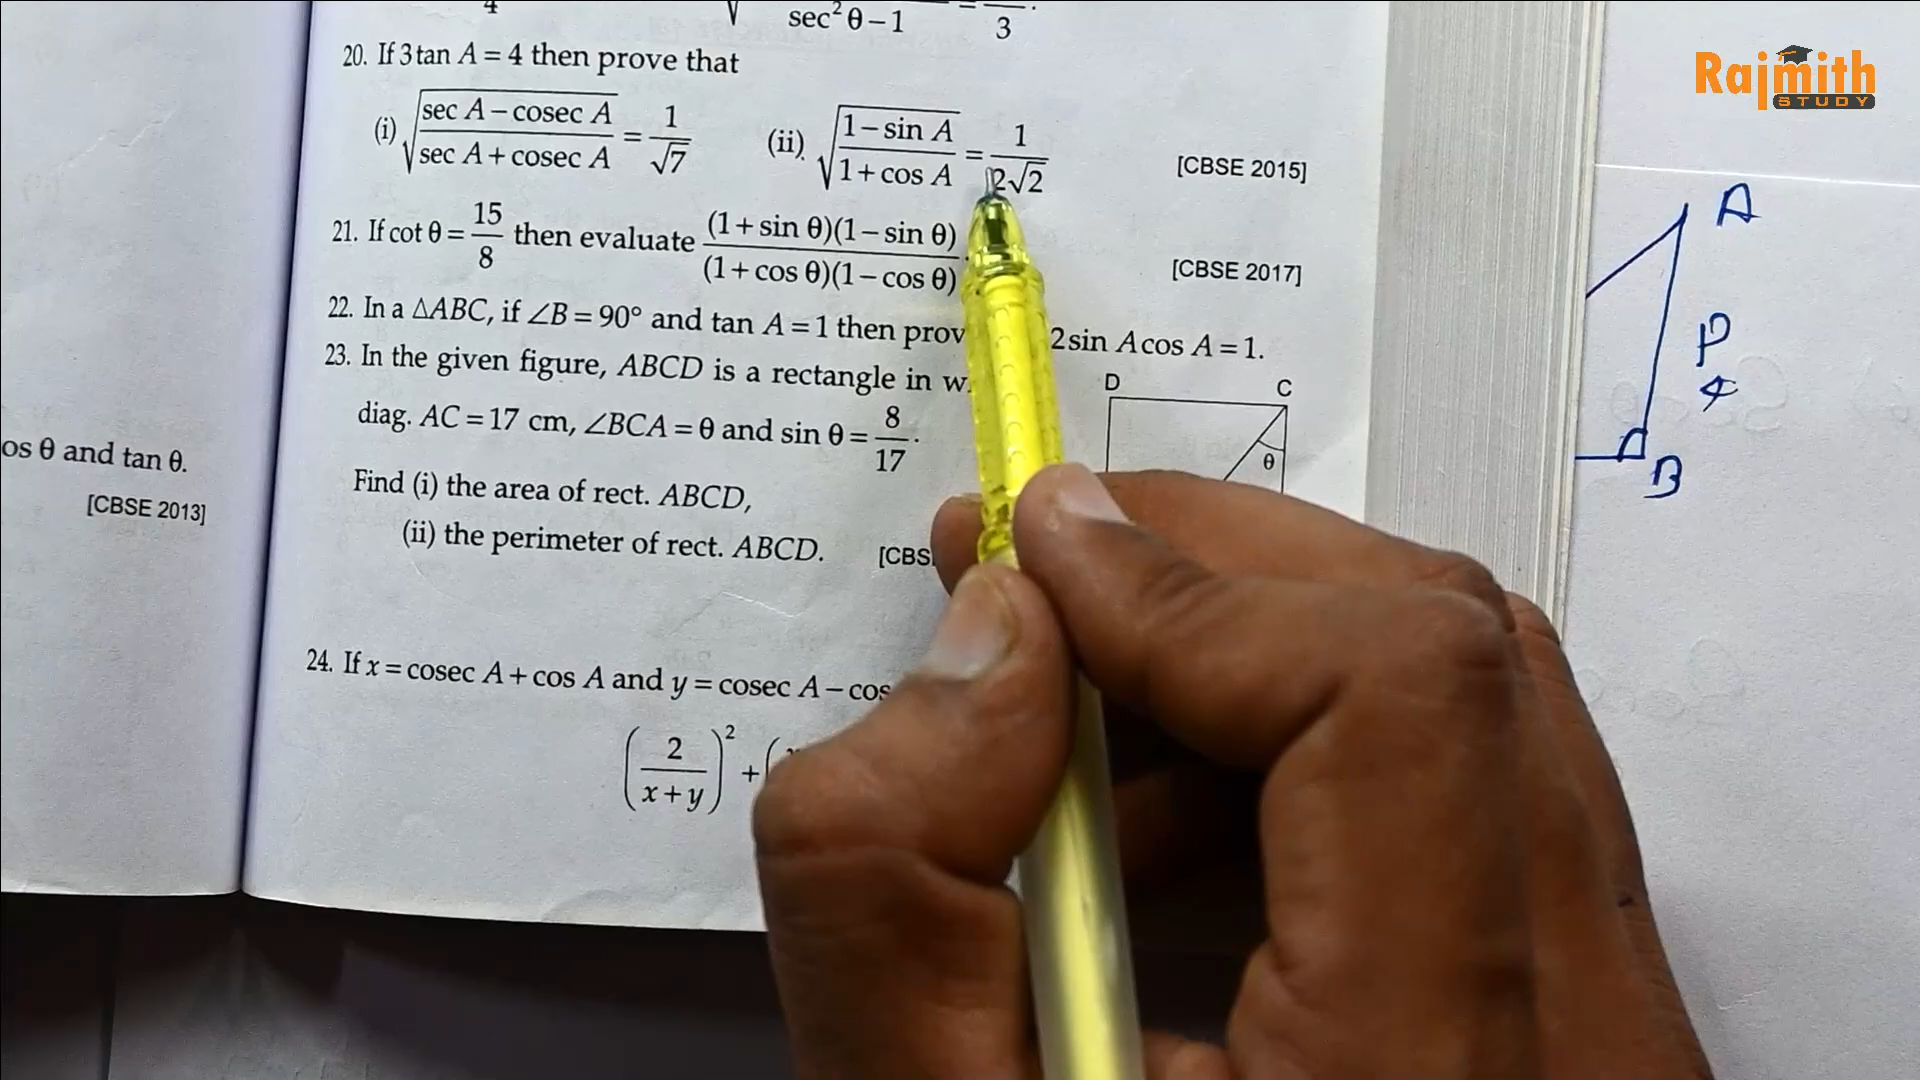 sec² θ – 1 = 3.
20. If 3 tan A = 4 then prove that
(i) √((sec A – cosec A)/(sec A + cosec A)) = 1/√7 (ii) √((1 – sin A)/(1 + cos A)) = 1/(2√2) [CBSE 2015]
21. If cot θ = 15/8 then evaluate ((1 + sin θ)(1 – sin θ))/((1 + cos θ)(1 – cos θ)) [CBSE 2017]
22. In a ΔABC, if ∠B = 90° and tan A = 1 then prov 2 sin A cos A = 1.
23. In the given figure, ABCD is a rectangle in w
diag. AC = 17 cm, ∠BCA = θ and sin θ = 8/17.
Find (i) the area of rect. ABCD,
(ii) the perimeter of rect. ABCD. [CBS
D C
θ
24. If x = cosec A + cos A and y = cosec A – cos
(2/(x + y))² + (
os θ and tan θ.
[CBSE 2013]
A
P
4
B
Rajmith
STUDY